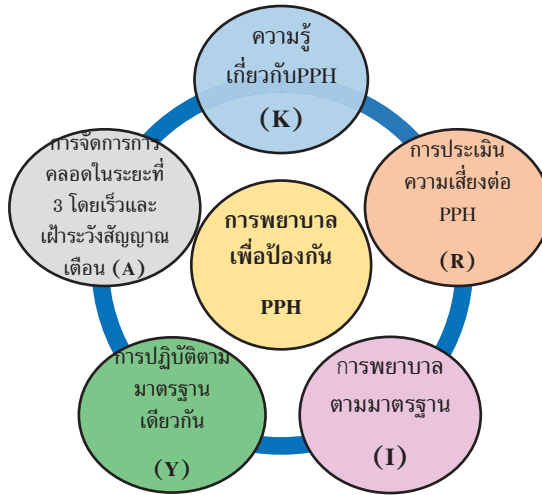 ความรู้
เกี่ยวกับPPH
(K)
การประเมิน
ความเสี่ยงต่อ
PPH
(R)
การพยาบาล
ตามมาตรฐาน
(I)
การปฏิบัติตาม
มาตรฐาน
เดียวกัน
(Y)
การจัดการการ
คลอดในระยะที่
3 โดยเร็วและ
เฝ้าระวังสัญญาณ
เตือน (A)
การพยาบาล
เพื่อป้องกัน
PPH